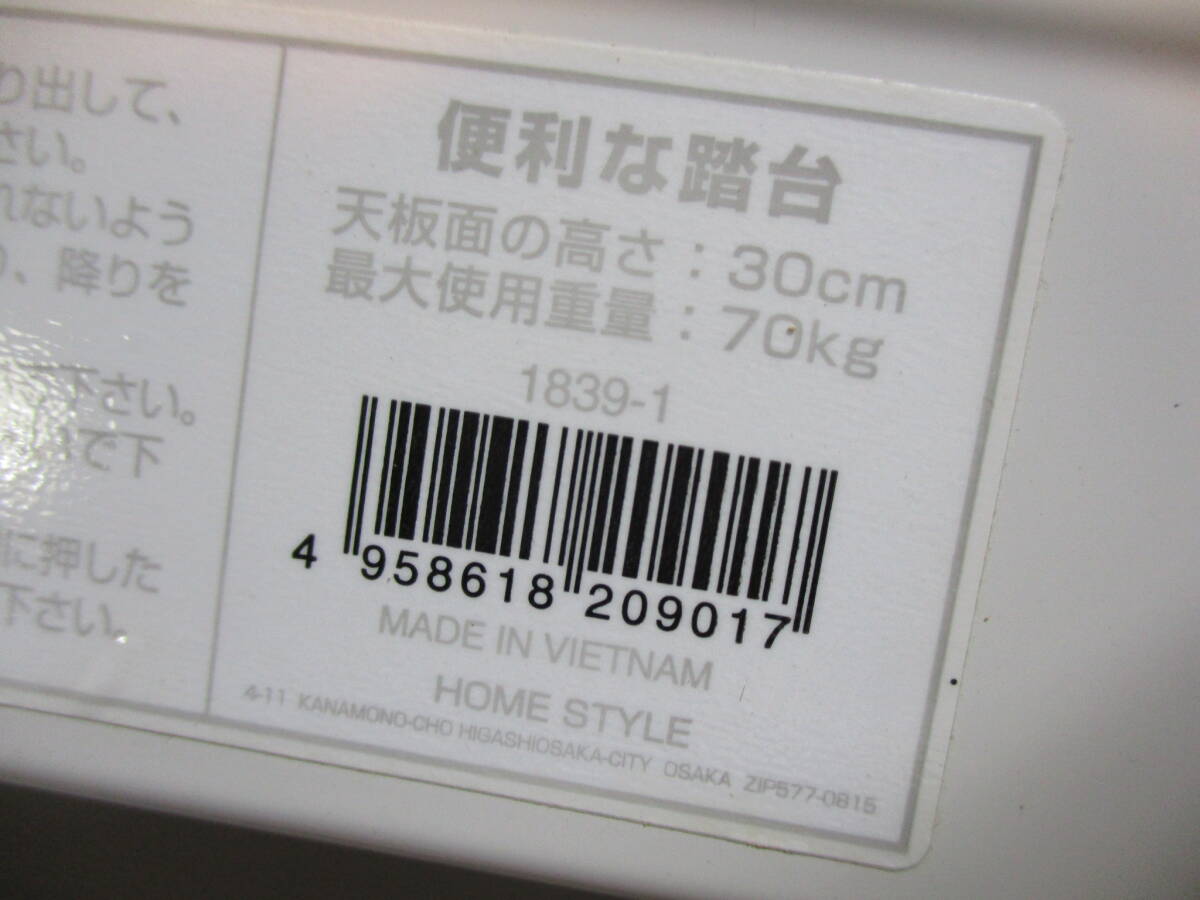 り出して、
さい。
れないよう
、降りを
下さい。
で下
に押した
下さい。
便利な踏台
天板面の高さ：30cm
最大使用重量：70kg
1839-1
4 958618 209017
MADE IN VIETNAM
HOME STYLE
4-11 KANAMONO-CHO HIGASHIOSAKA-CITY OSAKA ZIP577-0815